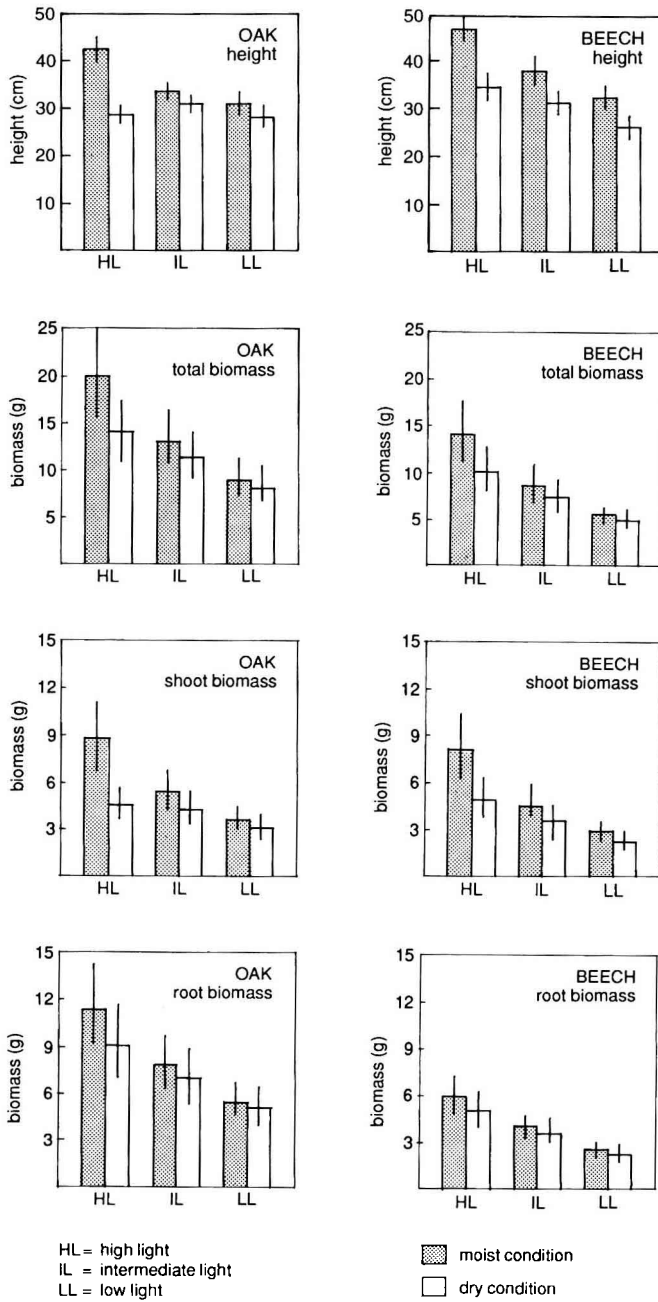 OAK
height
height (cm)
50
40
30
20
10
HL IL LL
BEECH
height
height (cm)
50
40
30
20
10
HL IL LL
OAK
total biomass
biomass (g)
25
20
15
10
5
HL IL LL
BEECH
total biomass
biomass (g)
25
20
15
10
5
HL IL LL
OAK
shoot biomass
biomass (g)
15
12
9
6
3
HL IL LL
BEECH
shoot biomass
biomass (g)
15
12
9
6
3
HL IL LL
OAK
root biomass
biomass (g)
15
12
9
6
3
HL IL LL
BEECH
root biomass
biomass (g)
15
12
9
6
3
HL IL LL
HL = high light
IL = intermediate light
LL = low light
moist condition
dry condition